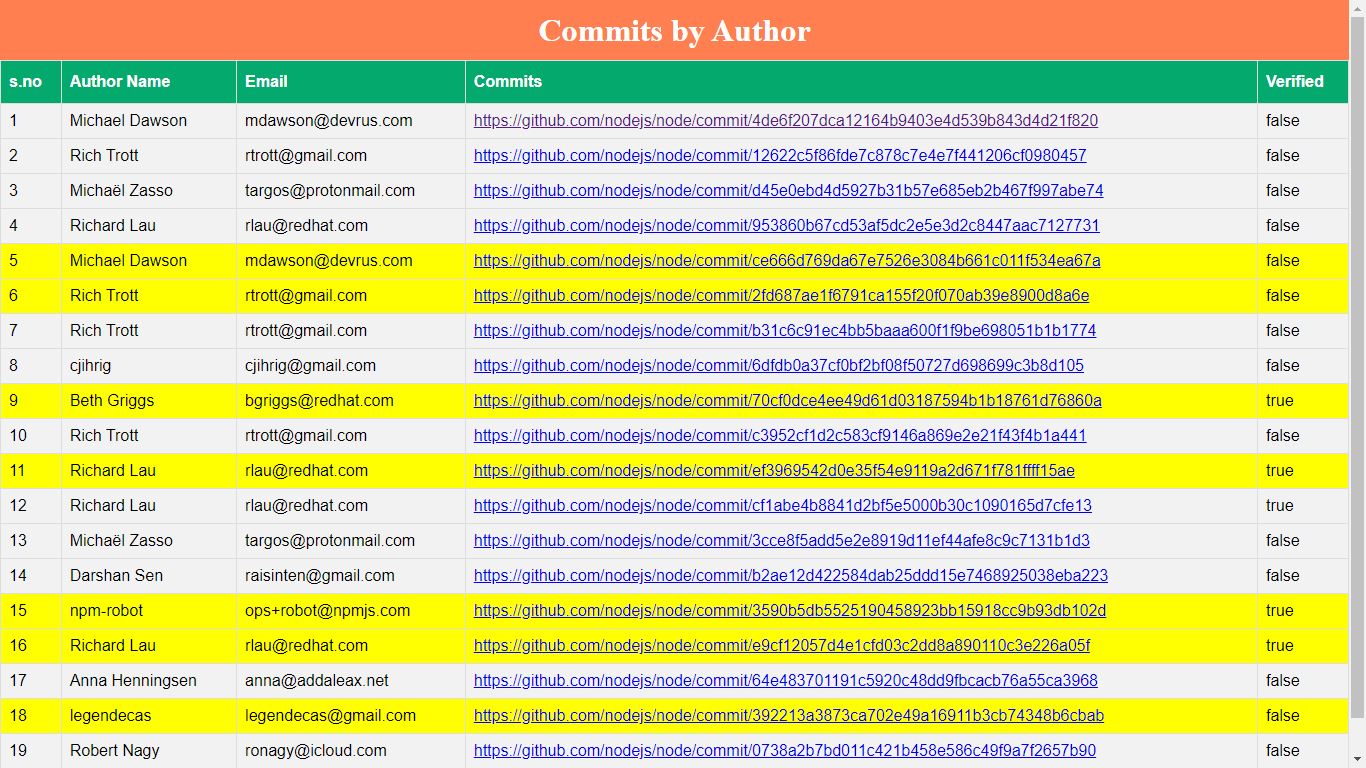 Commits by Author
s.no Author Name Email Commits Verified
1 Michael Dawson mdawson@devrus.com https://github.com/nodejs/node/commit/4de6f207dca12164b9403e4d539b843d4d21f820 false
2 Rich Trott rtrott@gmail.com https://github.com/nodejs/node/commit/12622c5f86fde7c878c7e4e7f441206cf0980457 false
3 Michaël Zasso targos@protonmail.com https://github.com/nodejs/node/commit/d45e0ebd4d5927b31b57e685eb2b467f997abe74 false
4 Richard Lau rlau@redhat.com https://github.com/nodejs/node/commit/953860b67cd53af5dc2e5e3d2c8447aac7127731 false
5 Michael Dawson mdawson@devrus.com https://github.com/nodejs/node/commit/ce666d769da67e7526e3084b661c011f534ea67a false
6 Rich Trott rtrott@gmail.com https://github.com/nodejs/node/commit/2fd687ae1f6791ca155f20f070ab39e8900d8a6e false
7 Rich Trott rtrott@gmail.com https://github.com/nodejs/node/commit/b31c6c91ec4bb5baaa600f1f9be698051b1b1774 false
8 cjihrig cjihrig@gmail.com https://github.com/nodejs/node/commit/6dfdb0a37cf0bf2bf08f50727d698699c3b8d105 false
9 Beth Griggs bgriggs@redhat.com https://github.com/nodejs/node/commit/70cf0dce4ee49d61d03187594b1b18761d76860a true
10 Rich Trott rtrott@gmail.com https://github.com/nodejs/node/commit/c3952cf1d2c583cf9146a869e2e21f43f4b1a441 false
11 Richard Lau rlau@redhat.com https://github.com/nodejs/node/commit/ef3969542d0e35f54e9119a2d671f781ffff15ae true
12 Richard Lau rlau@redhat.com https://github.com/nodejs/node/commit/cf1abe4b8841d2bf5e5000b30c1090165d7cfe13 true
13 Michaël Zasso targos@protonmail.com https://github.com/nodejs/node/commit/3cce8f5add5e2e8919d11ef44afe8c9c7131b1d3 false
14 Darshan Sen raisinten@gmail.com https://github.com/nodejs/node/commit/b2ae12d422584dab25ddd15e7468925038eba223 false
15 npm-robot ops+robot@npmjs.com https://github.com/nodejs/node/commit/3590b5db5525190458923bb15918cc9b93db102d true
16 Richard Lau rlau@redhat.com https://github.com/nodejs/node/commit/e9cf12057d4e1cfd03c2dd8a890110c3e226a05f true
17 Anna Henningsen anna@addaleax.net https://github.com/nodejs/node/commit/64e483701191c5920c48dd9fbcacb76a55ca3968 false
18 legendecas legendecas@gmail.com https://github.com/nodejs/node/commit/392213a3873ca702e49a16911b3cb74348b6cbab false
19 Robert Nagy ronagy@icloud.com https://github.com/nodejs/node/commit/0738a2b7bd011c421b458e586c49f9a7f2657b90 false